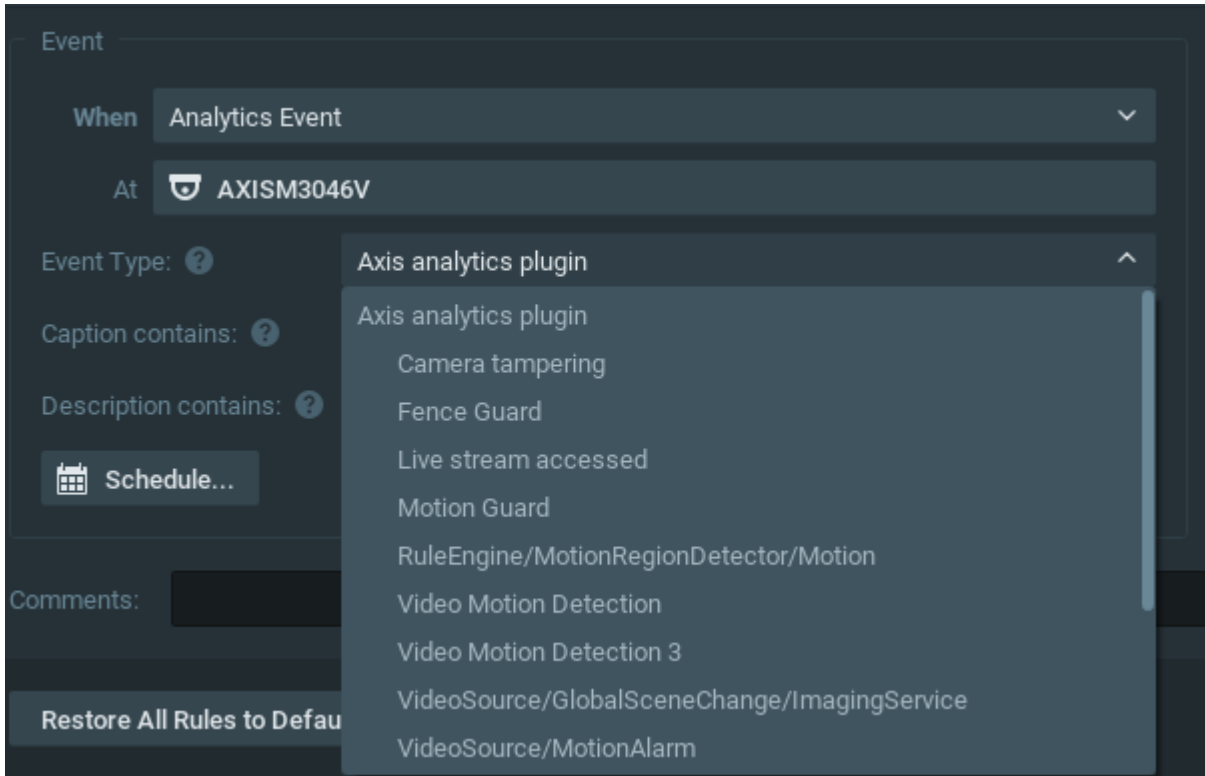 Event
When Analytics Event
At AXISM3046V
Event Type: ? Axis analytics plugin
Axis analytics plugin
Caption contains: ?
Camera tampering
Description contains: ?
Fence Guard
Live stream accessed
Schedule...
Motion Guard
RuleEngine/MotionRegionDetector/Motion
Comments:
Video Motion Detection
Video Motion Detection 3
VideoSource/GlobalSceneChange/ImagingService
Restore All Rules to Defau
VideoSource/MotionAlarm